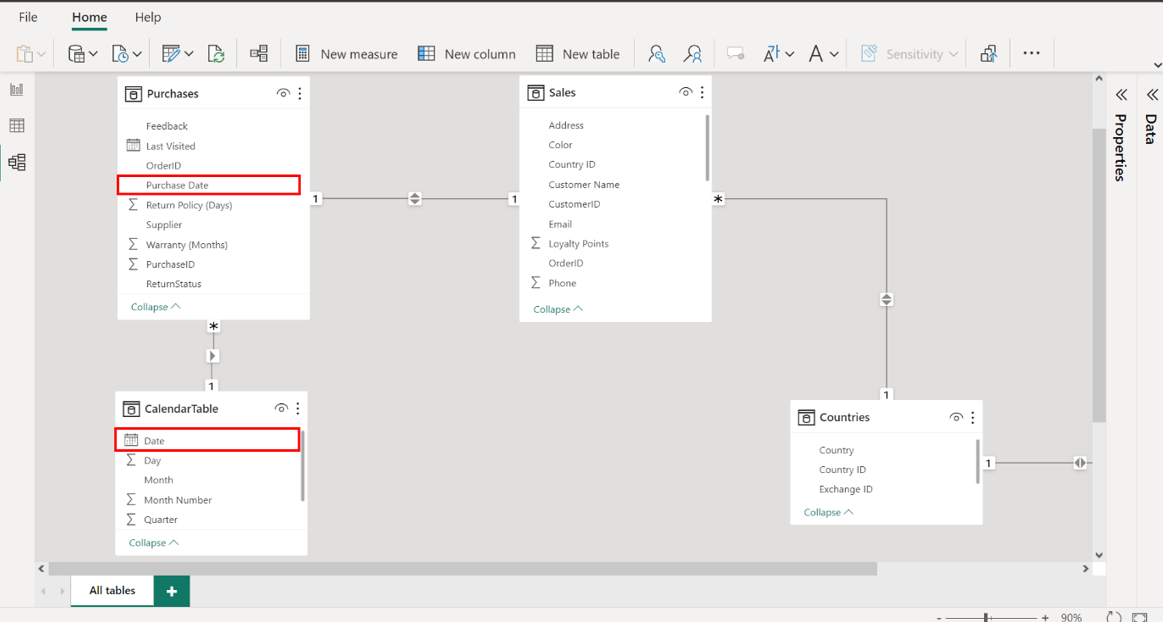 File Home Help
New measure New column New table Sensitivity
Purchases
Feedback
Last Visited
OrderID
Purchase Date
Return Policy (Days)
Supplier
Warranty (Months)
PurchaseID
ReturnStatus
Collapse
1
1
Sales
Address
Color
Country ID
Customer Name
CustomerID
Email
Loyalty Points
OrderID
Phone
Collapse
*
*
1
CalendarTable
Date
Day
Month
Month Number
Quarter
Collapse
1
Countries
Country
Country ID
Exchange ID
Collapse
1
Properties
Data
All tables +
- + 90%